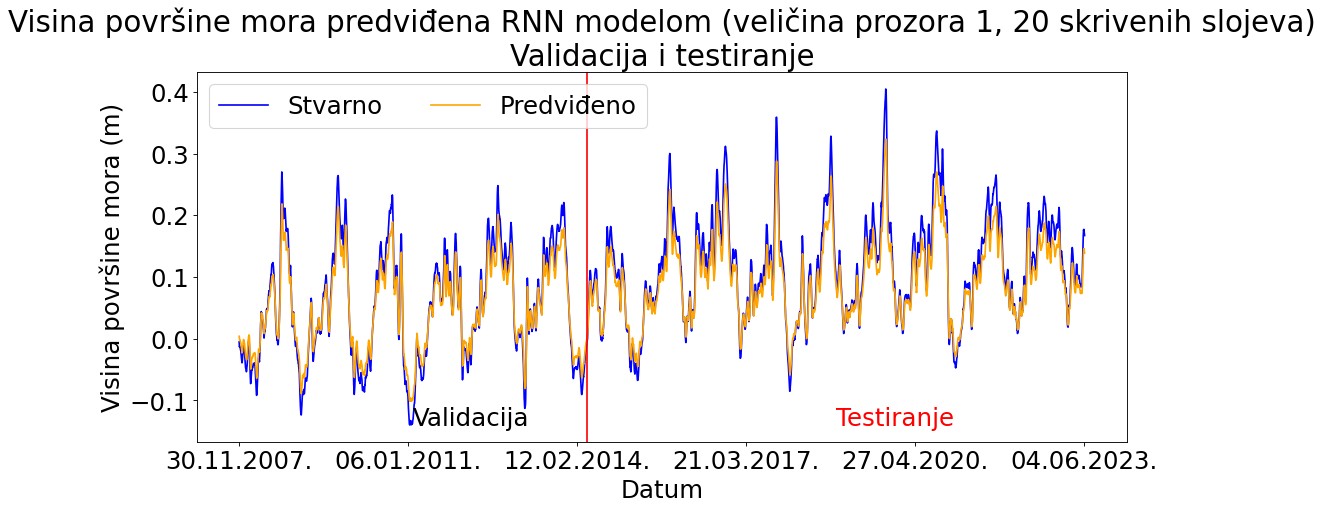 Visina površine mora predviđena RNN modelom (veličina prozora 1, 20 skrivenih slojeva)
Validacija i testiranje
Stvarno Predviđeno
Visina površine mora (m)
0.4
0.3
0.2
0.1
0.0
−0.1
Validacija
Testiranje
30.11.2007. 06.01.2011. 12.02.2014. 21.03.2017. 27.04.2020. 04.06.2023.
Datum